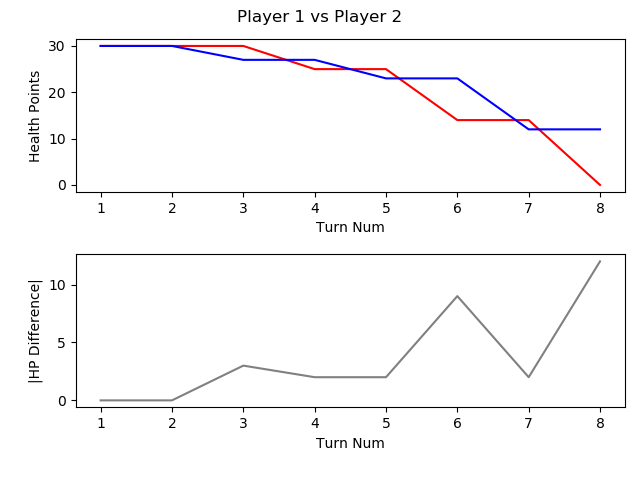 Player 1 vs Player 2
30
20
10
0
Health Points
1 2 3 4 5 6 7 8
Turn Num
10
5
0
|HP Difference|
1 2 3 4 5 6 7 8
Turn Num